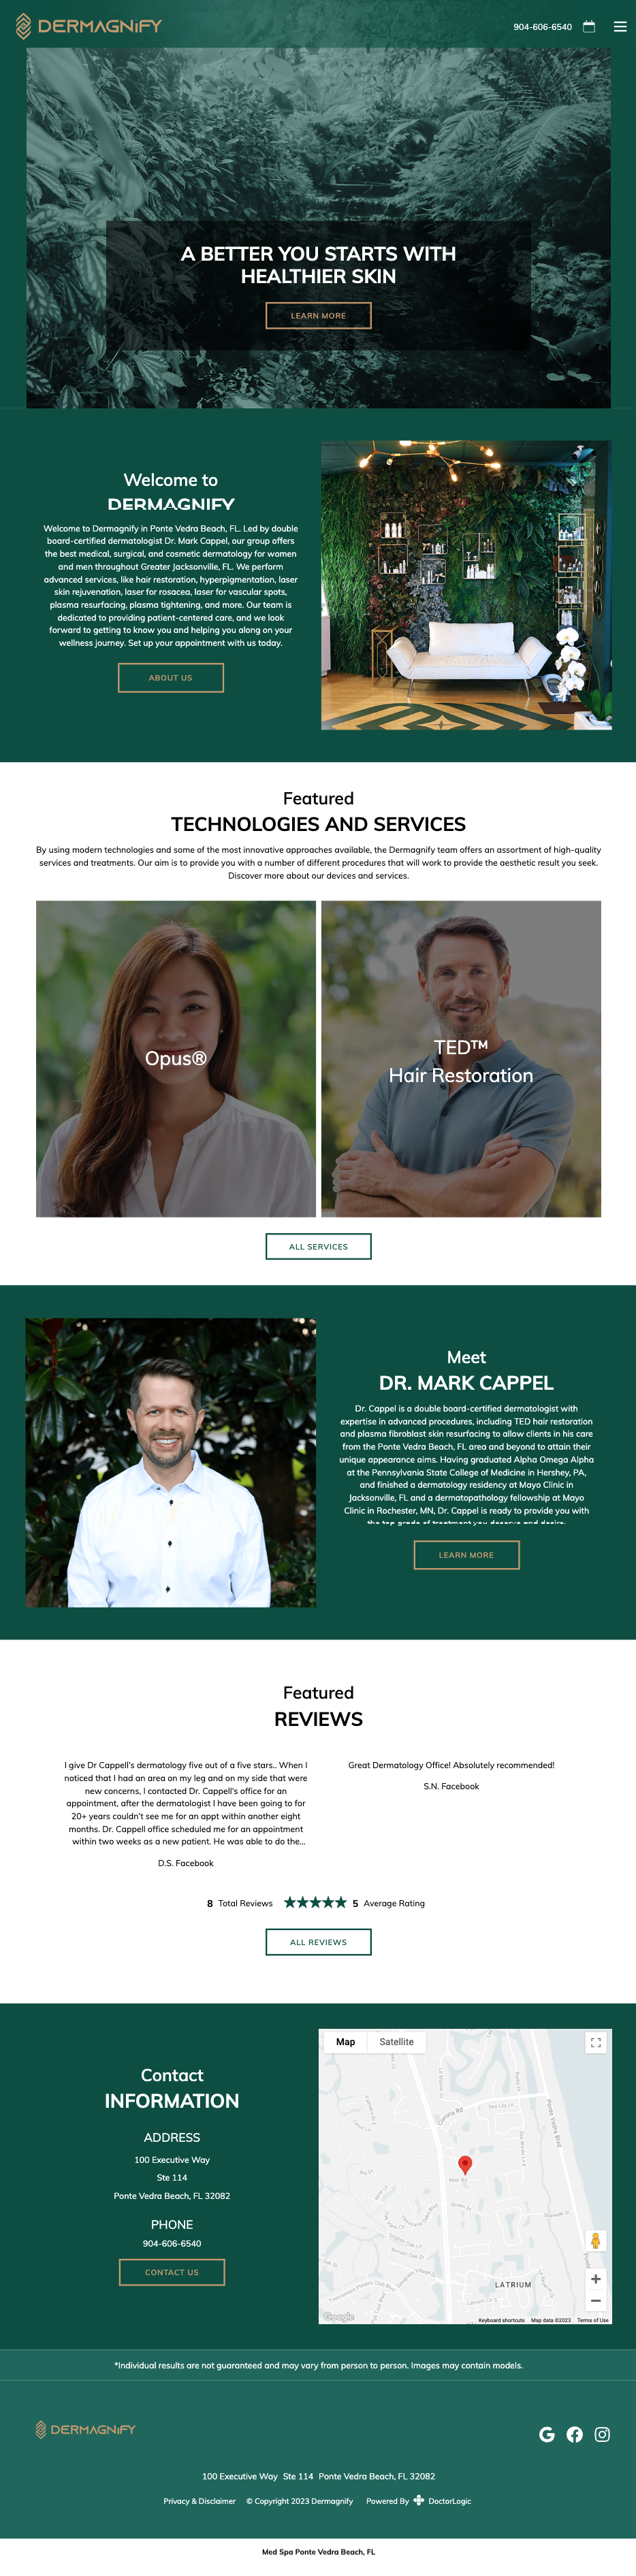 DERMAGNIFY
904-606-6540
A BETTER YOU STARTS WITH
HEALTHIER SKIN
LEARN MORE
Welcome to
DERMAGNIFY
Welcome to Dermagnify in Ponte Vedra Beach, FL. Led by double
board-certified dermatologist Dr. Mark Cappel, our group offers
the best medical, surgical, and cosmetic dermatology for women
and men throughout Greater Jacksonville, FL. We perform
advanced services, like hair restoration, hyperpigmentation, laser
skin rejuvenation, laser for rosacea, laser for vascular spots,
plasma resurfacing, plasma tightening, and more. Our team is
dedicated to providing patient-centered care, and we look
forward to getting to know you and helping you along on your
wellness journey. Set up your appointment with us today.
ABOUT US
Featured
TECHNOLOGIES AND SERVICES
By using modern technologies and some of the most innovative approaches available, the Dermagnify team offers an assortment of high-quality
services and treatments. Our aim is to provide you with a number of different procedures that will work to provide the aesthetic result you seek.
Discover more about our devices and services.
Opus®
TED™
Hair Restoration
ALL SERVICES
Meet
DR. MARK CAPPEL
Dr. Cappel is a double board-certified dermatologist with
expertise in advanced procedures, including TED hair restoration
and plasma fibroblast skin resurfacing to allow clients in his care
from the Ponte Vedra Beach, FL area and beyond to attain their
unique appearance aims. Having graduated Alpha Omega Alpha
at the Pennsylvania State College of Medicine in Hershey, PA,
and finished a dermatology residency at Mayo Clinic in
Jacksonville, FL and a dermatopathology fellowship at Mayo
Clinic in Rochester, MN, Dr. Cappel is ready to provide you with
the top grade of treatment you deserve and desire.
LEARN MORE
Featured
REVIEWS
I give Dr Cappell's dermatology five out of a five stars.. When I
noticed that I had an area on my leg and on my side that were
new concerns, I contacted Dr. Cappell's office for an
appointment, after the dermatologist I have been going to for
20+ years couldn't see me for an appt within another eight
months. Dr. Cappell office scheduled me for an appointment
within two weeks as a new patient. He was able to do the...
D.S. Facebook
Great Dermatology Office! Absolutely recommended!
S.N. Facebook
8 Total Reviews 5 Average Rating
ALL REVIEWS
Contact
INFORMATION
ADDRESS
100 Executive Way
Ste 114
Ponte Vedra Beach, FL 32082
PHONE
904-606-6540
CONTACT US
Map Satellite
Corona Rd
Sea Lily Ln
Ponte Vedra Blvd
LATRIUM
Google
Keyboard shortcuts Map data ©2023 Terms of Use
*Individual results are not guaranteed and may vary from person to person. Images may contain models.
DERMAGNIFY
100 Executive Way Ste 114 Ponte Vedra Beach, FL 32082
Privacy & Disclaimer © Copyright 2023 Dermagnify Powered By DoctorLogic
Med Spa Ponte Vedra Beach, FL